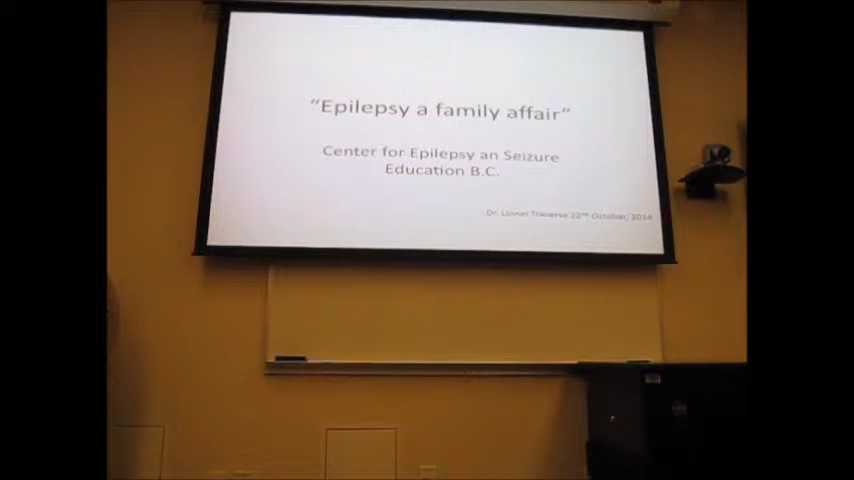 “Epilepsy a family affair”
Center for Epilepsy an Seizure
Education B.C.
Dr. Lionel Traverse 22nd October, 2014